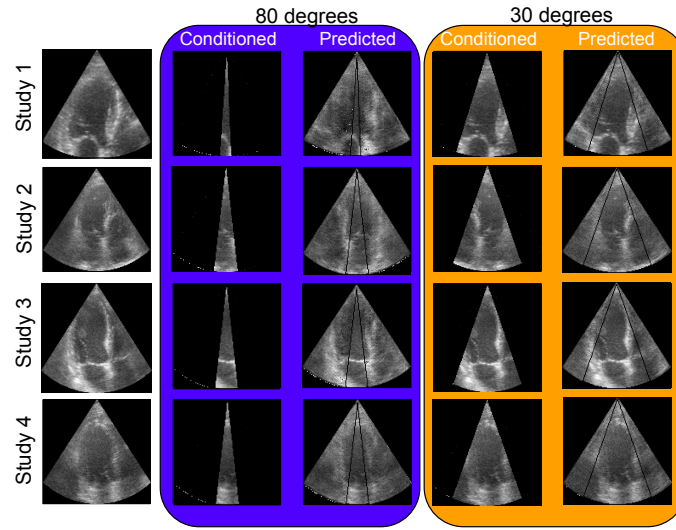 80 degrees
30 degrees
Conditioned
Predicted
Conditioned
Predicted
Study 1
Study 2
Study 3
Study 4